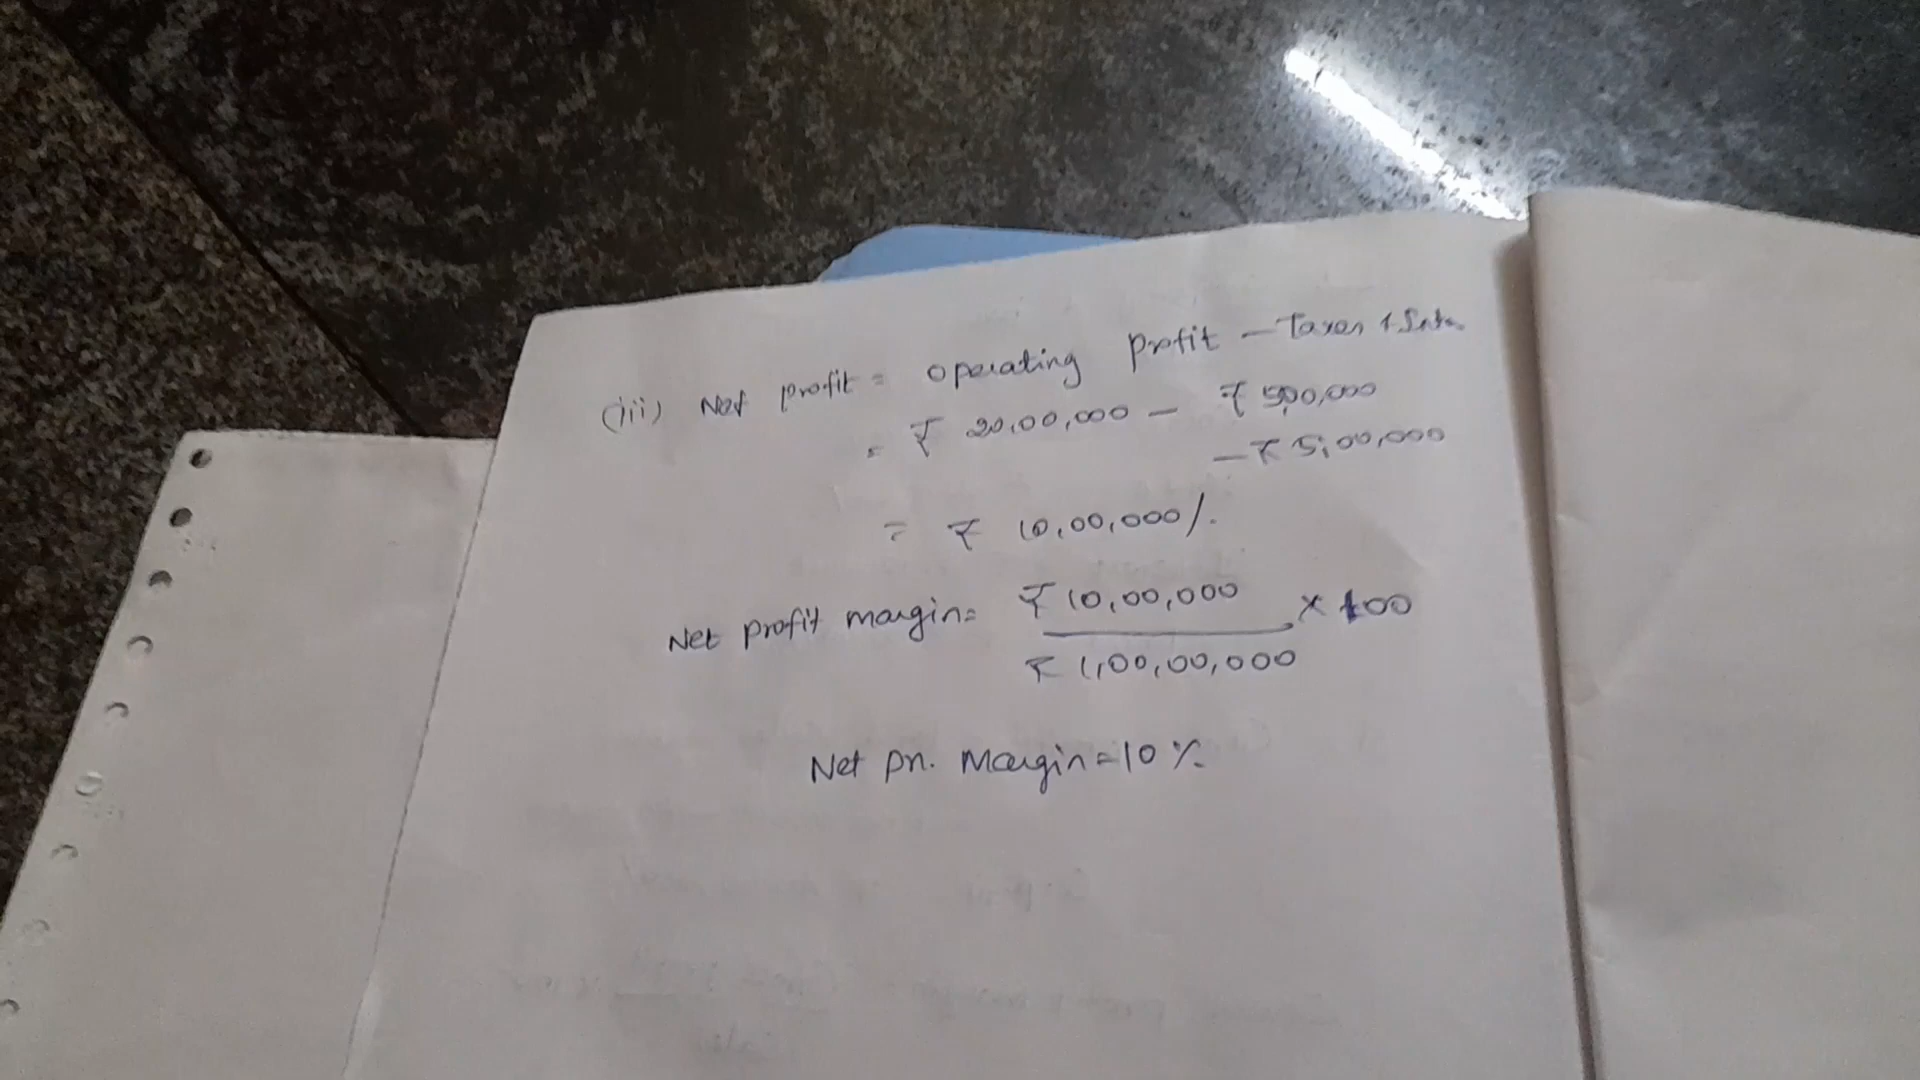 (iii) Net profit = Operating profit - Taxes & Int.
= ₹ 20,00,000 - ₹ 500,000
- ₹ 5,00,000
= ₹ 10,00,000/.
Net profit margin = ₹ 10,00,000 × 100
₹ 1,00,00,000
Net pr. Margin = 10 %